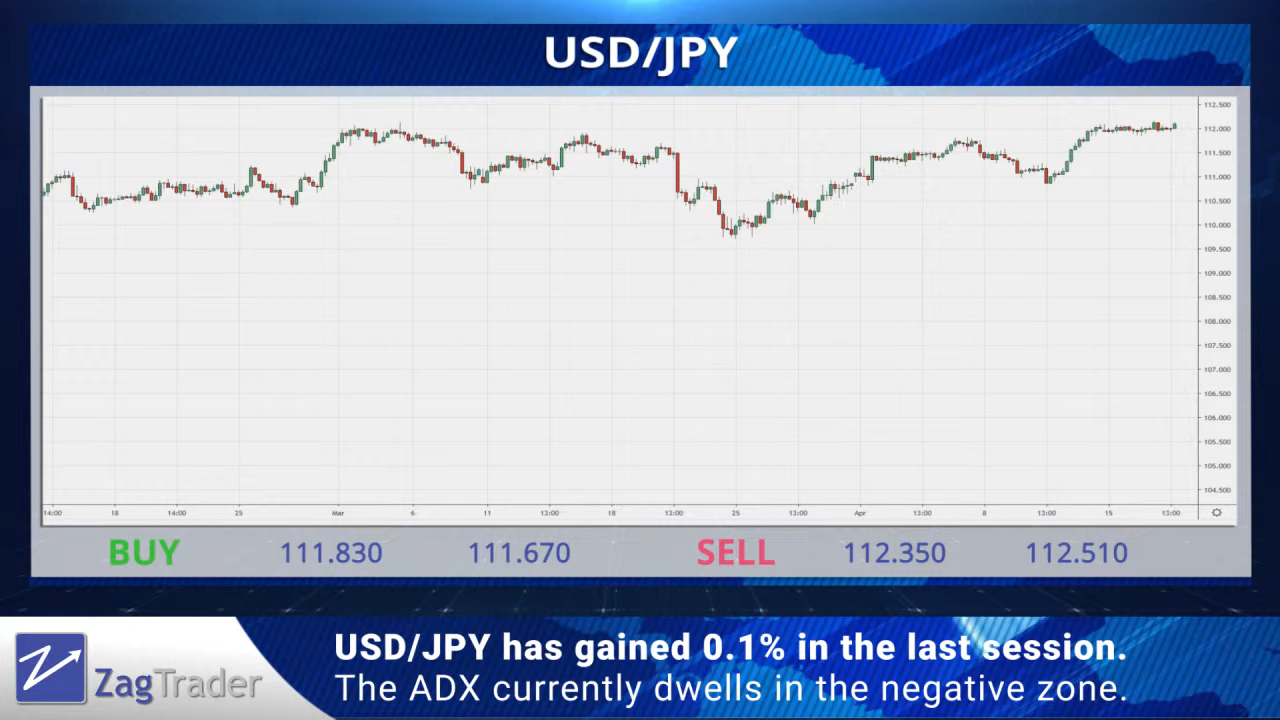 USD/JPY
112.500
112.000
111.500
111.000
110.500
110.000
109.500
109.000
108.500
108.000
107.500
107.000
106.500
106.000
105.500
105.000
104.500
14:00 18 14:00 25 Mar 6 11 13:00 18 13:00 25 13:00 Apr 13:00 8 13:00 15 13:00
BUY 111.830 111.670 SELL 112.350 112.510
ZagTrader
USD/JPY has gained 0.1% in the last session.
The ADX currently dwells in the negative zone.